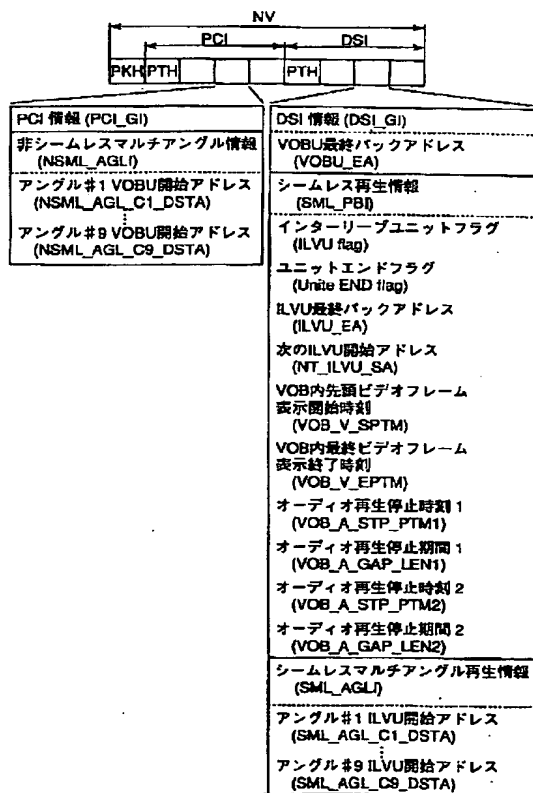 NV
PCI
DSI
PKH PTH PTH
PCI 情報 (PCI_GI)
非シームレスマルチアングル情報
(NSML_AGLI)
アングル#1 VOBU開始アドレス
(NSML_AGL_C1_DSTA)
アングル#9 VOBU開始アドレス
(NSML_AGL_C9_DSTA)
DSI 情報 (DSI_GI)
VOBU最終パックアドレス
(VOBU_EA)
シームレス再生情報
(SML_PBI)
インターリーブユニットフラグ
(ILVU flag)
ユニットエンドフラグ
(Unite END flag)
ILVU最終パックアドレス
(ILVU_EA)
次のILVU開始アドレス
(NT_ILVU_SA)
VOB内先頭ビデオフレーム
表示開始時刻
(VOB_V_SPTM)
VOB内最終ビデオフレーム
表示終了時刻
(VOB_V_EPTM)
オーディオ再生停止時刻 1
(VOB_A_STP_PTM1)
オーディオ再生停止期間 1
(VOB_A_GAP_LEN1)
オーディオ再生停止時刻 2
(VOB_A_STP_PTM2)
オーディオ再生停止期間 2
(VOB_A_GAP_LEN2)
シームレスマルチアングル再生情報
(SML_AGLI)
アングル#1 ILVU開始アドレス
(SML_AGL_C1_DSTA)
アングル#9 ILVU開始アドレス
(SML_AGL_C9_DSTA)